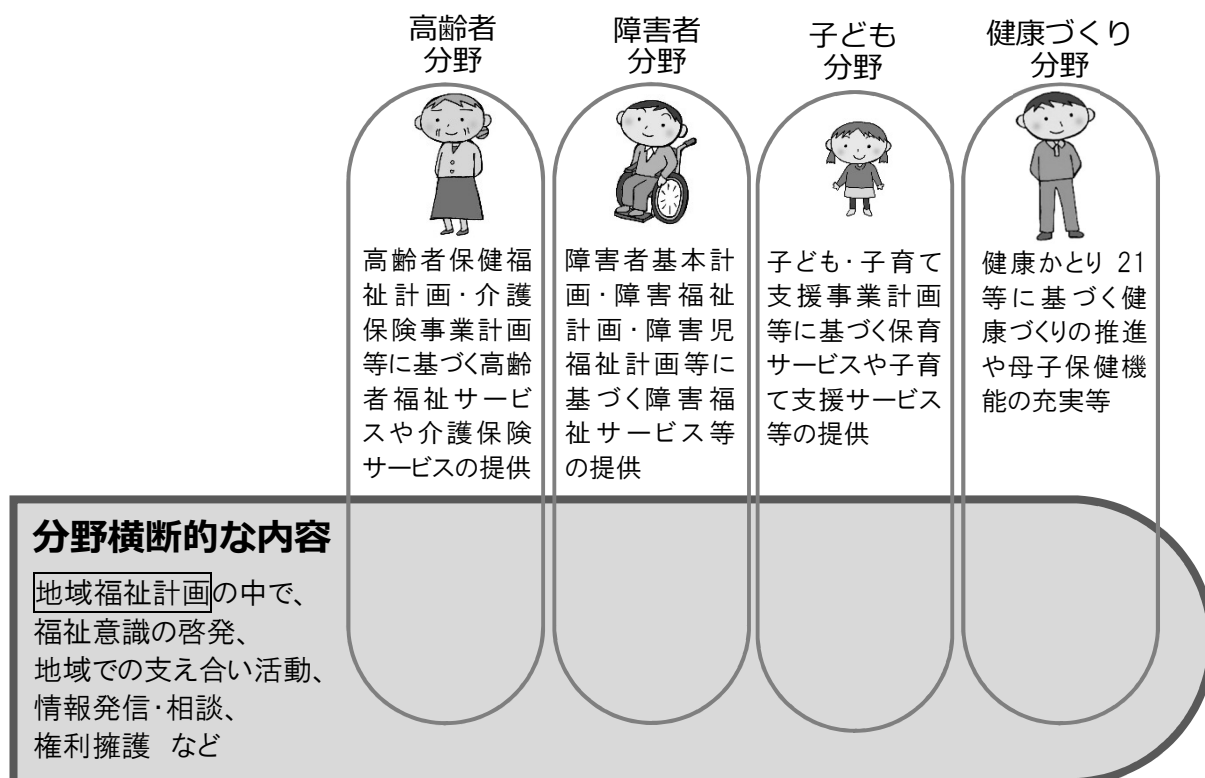 高齢者
分野
障害者
分野
子ども
分野
健康づくり
分野
高齢者保健福
祉計画・介護
保険事業計画
等に基づく高齢
者福祉サービ
スや介護保険
サービスの提供
障害者基本計
画・障害福祉
計画・障害児
福祉計画等に
基づく障害福
祉サービス等
の提供
子ども・子育て
支援事業計画
等に基づく保育
サービスや子育
て支援サービス
等の提供
健康かとり 21
等に基づく健
康づくりの推進
や母子保健機
能の充実等
分野横断的な内容
地域福祉計画の中で、
福祉意識の啓発、
地域での支え合い活動、
情報発信・相談、
権利擁護 など